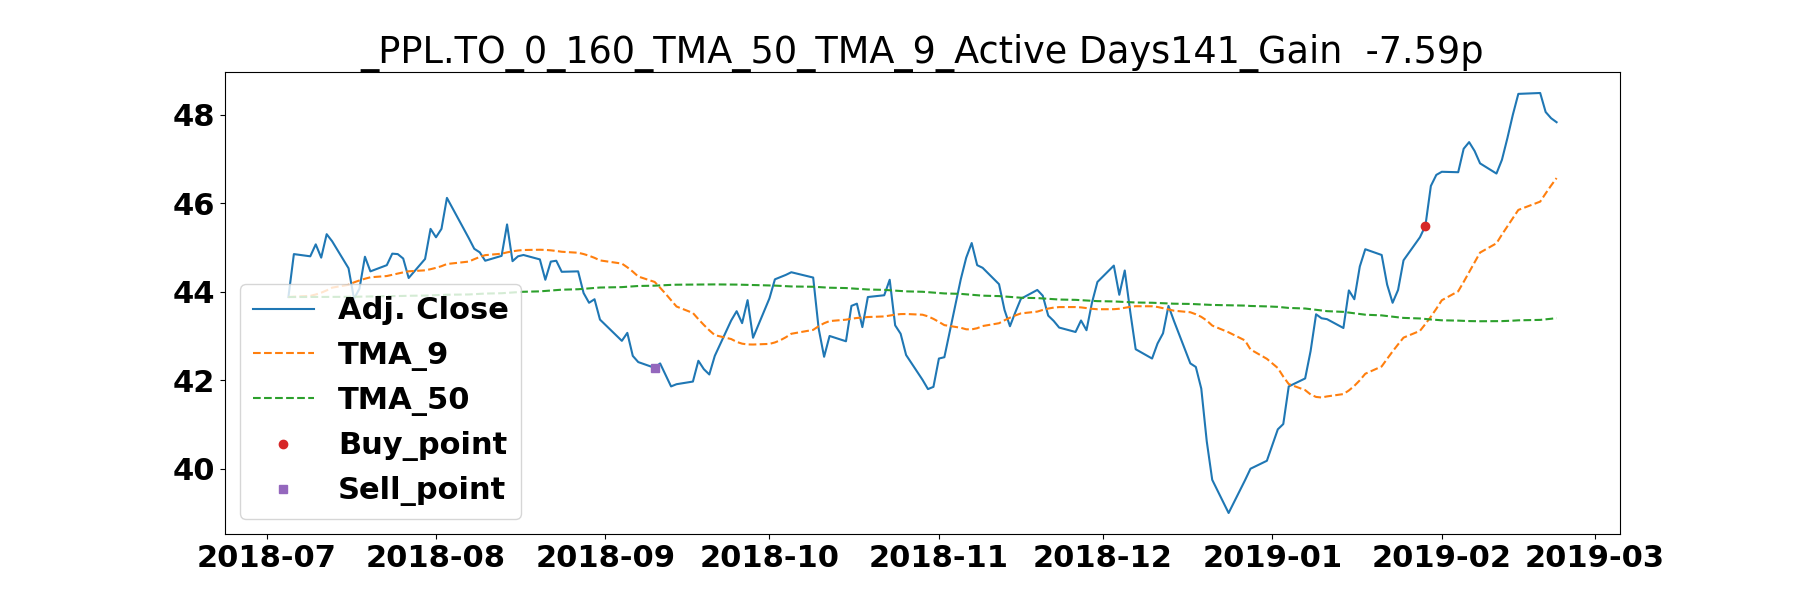 _PPL.TO_0_160_TMA_50_TMA_9_Active Days141_Gain  -7.59p
48
46
44
42
40
Adj. Close
TMA_9
TMA_50
Buy_point
Sell_point
2018-07 2018-08 2018-09 2018-10 2018-11 2018-12 2019-01 2019-02 2019-03